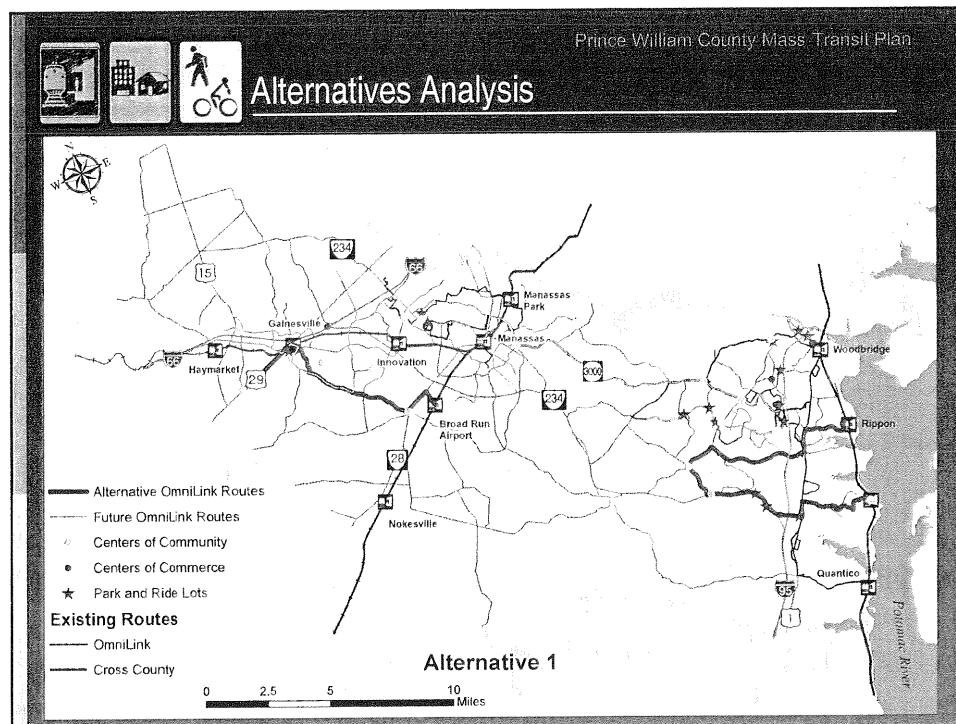 Prince William County Mass Transit Plan
Alternatives Analysis
N
W E
S
234
15
66
Manassas
Park
Gainesville
Manassas
Woodbridge
66
Haymarket
Innovation
29
3000
234
Broad Run
Airport
Rippon
28
Nokesville
Quantico
95
1
Potomac River
Alternative OmniLink Routes
Future OmniLink Routes
Centers of Community
Centers of Commerce
Park and Ride Lots
Existing Routes
OmniLink
Cross County
Alternative 1
0 2.5 5 10
Miles